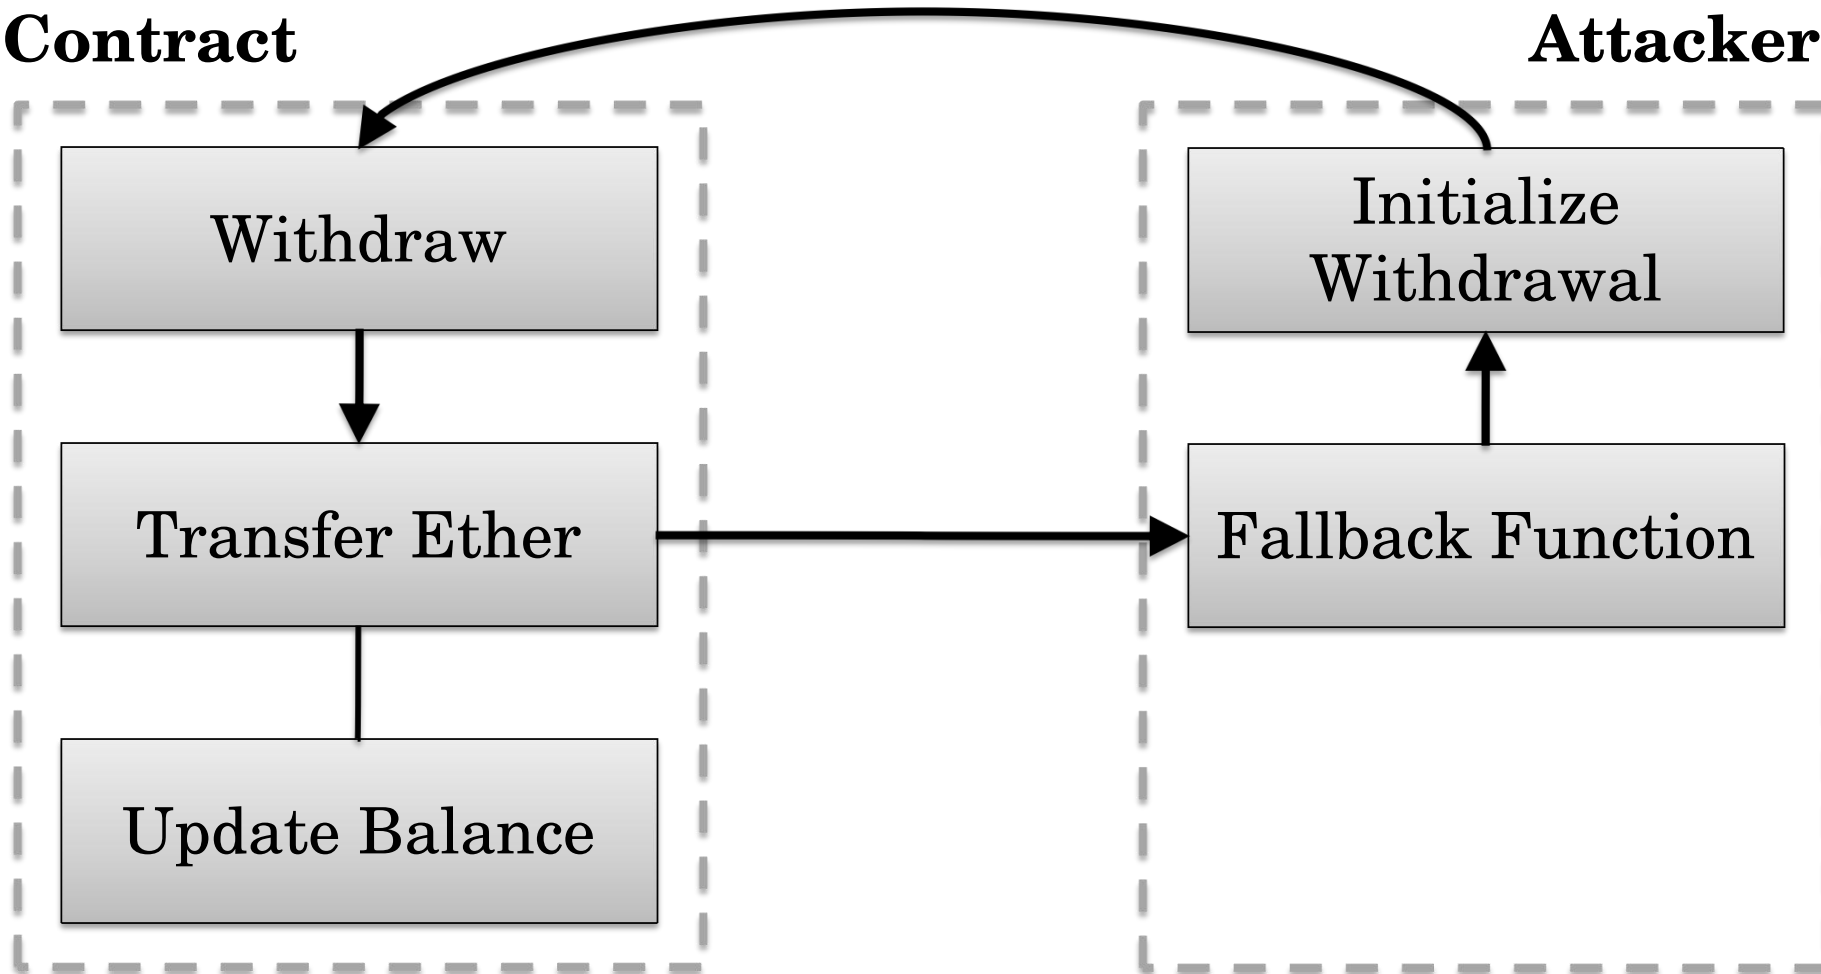 Contract
Attacker
Withdraw
Initialize
Withdrawal
Transfer Ether
Fallback Function
Update Balance